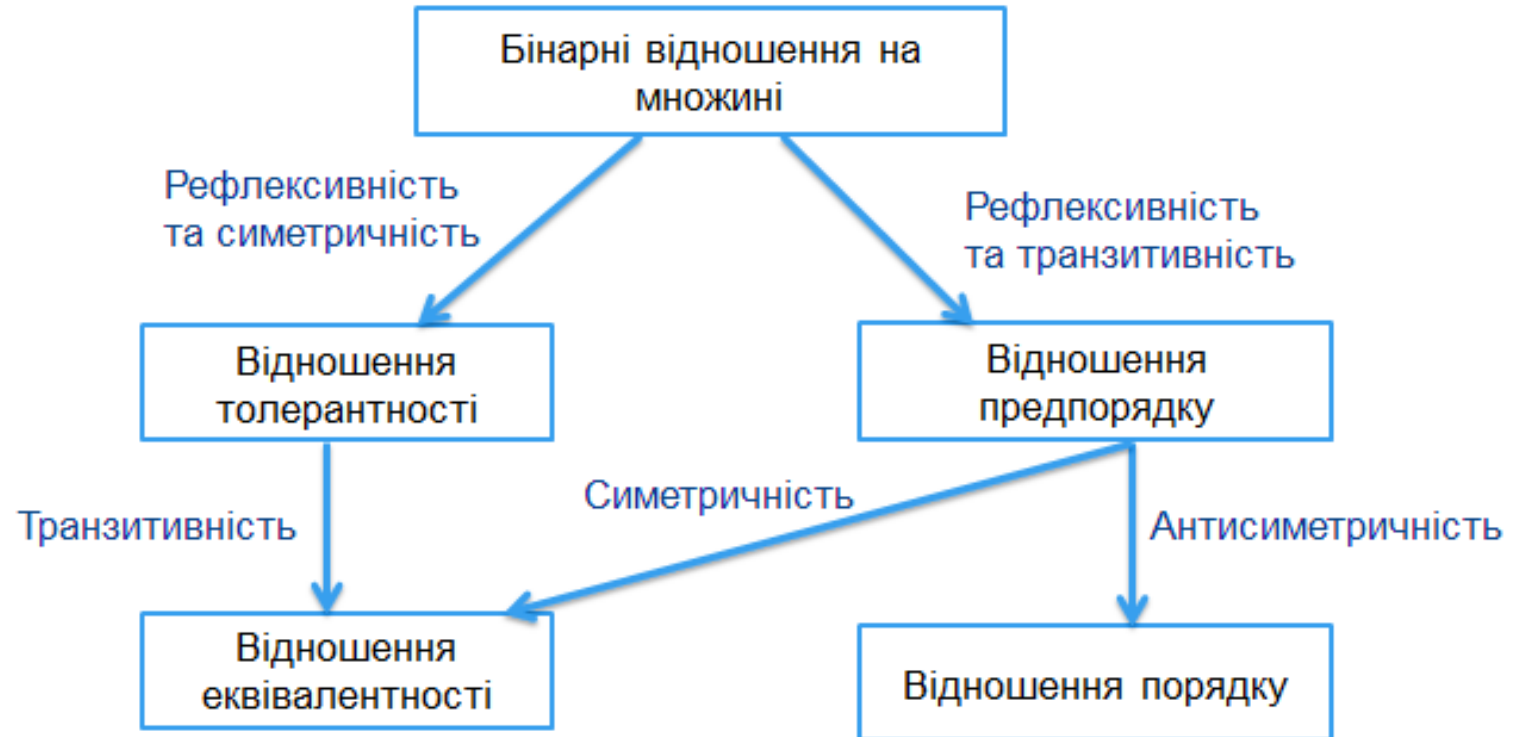 Бінарні відношення на
множині
Рефлексивність
та симетричність
Рефлексивність
та транзитивність
Відношення
толерантності
Відношення
предпорядку
Транзитивність
Симетричність
Антисиметричність
Відношення
еквівалентності
Відношення порядку